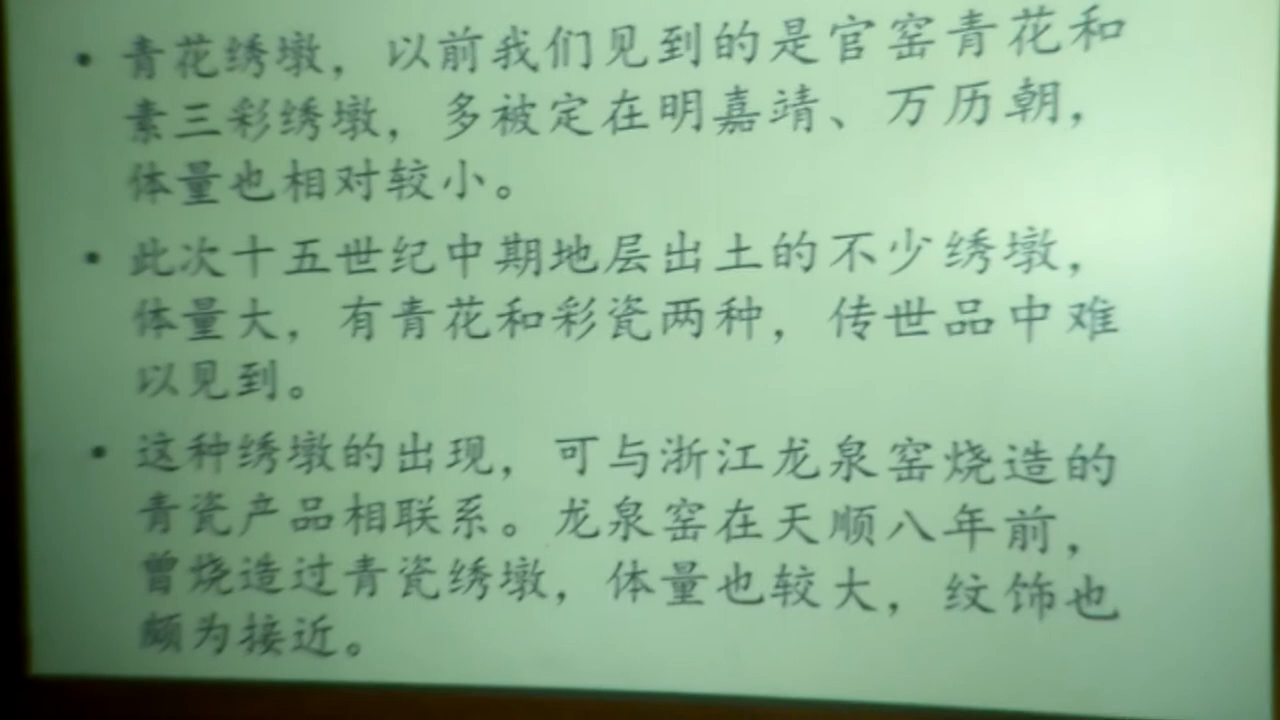 • 青花绣墩，以前我们见到的是官窑青花和
素三彩绣墩，多被定在明嘉靖、万历朝，
体量也相对较小。
• 此次十五世纪中期地层出土的不少绣墩，
体量大，有青花和彩瓷两种，传世品中难
以见到。
• 这种绣墩的出现，可与浙江龙泉窑烧造的
青瓷产品相联系。龙泉窑在天顺八年前，
曾烧造过青瓷绣墩，体量也较大，纹饰也
颇为接近。